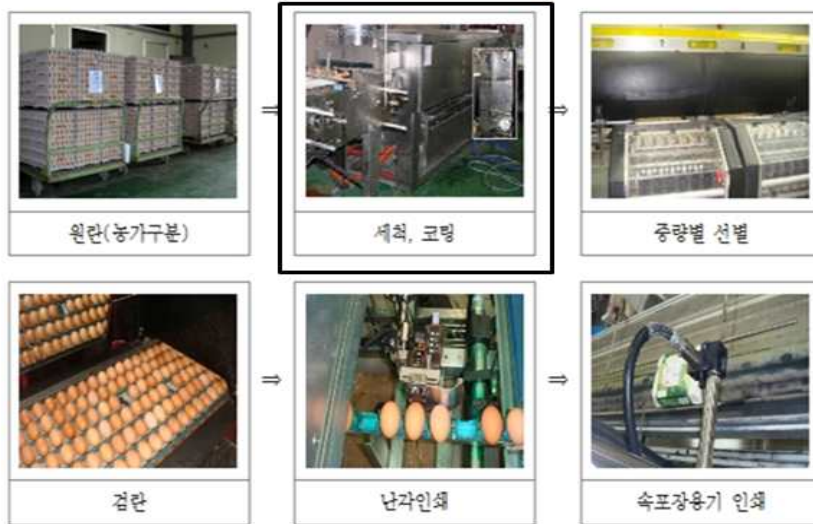 원란(농가구분)
⇒
세척, 코팅
⇒
중량별 선별
검란
⇒
난각인쇄
⇒
속포장용기 인쇄